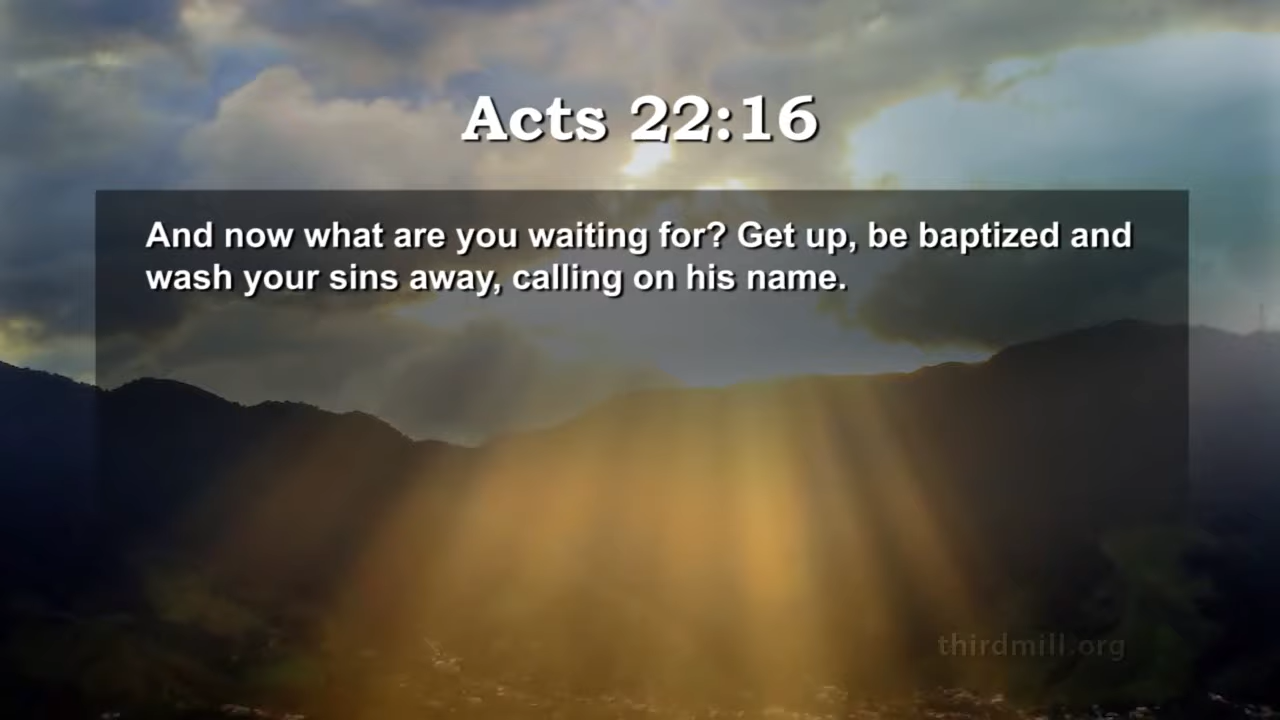 Acts 22:16
And now what are you waiting for? Get up, be baptized and
wash your sins away, calling on his name.
thirdmill.org